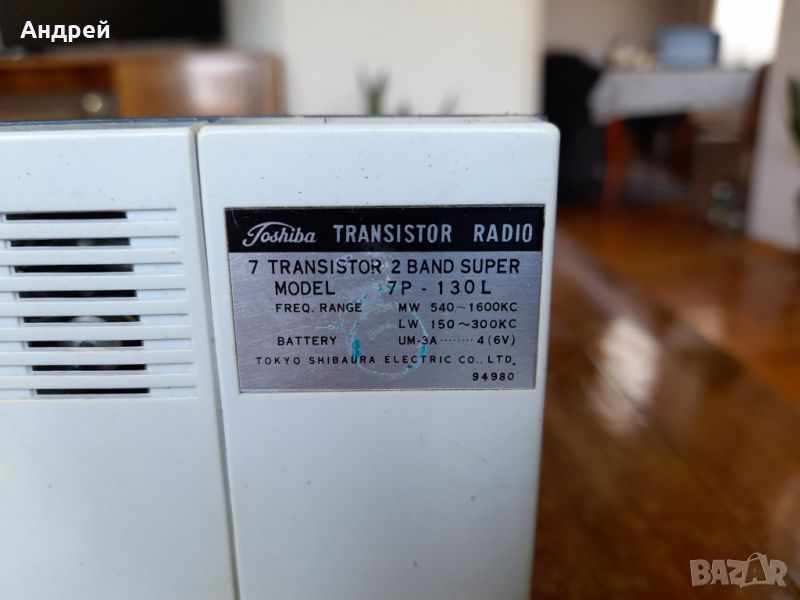 Андрей
Toshiba TRANSISTOR RADIO
7 TRANSISTOR 2 BAND SUPER
MODEL 7P - 130L
FREQ. RANGE MW 540~1600KC
LW 150~300KC
BATTERY UM-3A········4(6V)
TOKYO SHIBAURA ELECTRIC CO., LTD.
94980
BAZAR